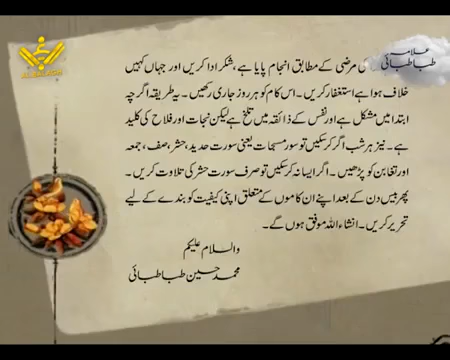 علامہ
طباطبائی
کی مرضی کے مطابق انجام پایا ہے، شکر ادا کریں اور جہاں کہیں
خلاف ہوا ہے استغفار کریں۔ اس کام کو ہر روز جاری رکھیں۔ یہ طریقہ اگرچہ
ابتدا میں مشکل ہے اور نفس کے ذائقہ میں تلخ ہے لیکن نجات اور فلاح کی کلید
ہے۔ نیز ہر شب اگر کر سکیں تو سور مسبحات یعنی سورت حدید، حشر، صف، جمعہ
اور تغابن کو پڑھیں۔ اگر ایسا نہ کر سکیں تو صرف سورت حشر کی تلاوت کریں۔
پھر بیس دن کے بعد اپنے ان کاموں کے متعلق اپنی کیفیت کو بندے کے لیے
تحریر کریں۔ انشاء اللہ موفق ہوں گے۔
والسلام علیکم
محمد حسین طباطبائی